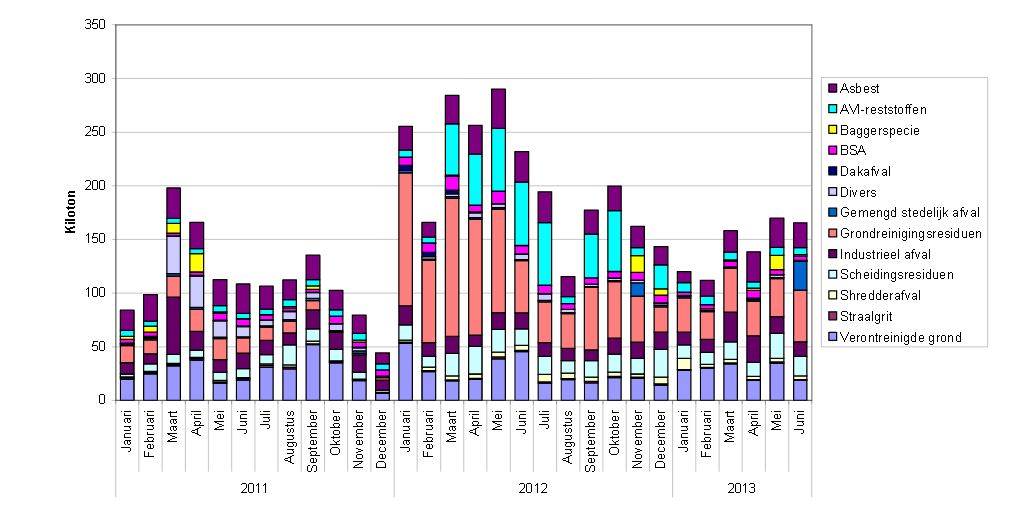 350
300
250
200
150
100
50
0
Kiloton
Januari
Februari
Maart
April
Mei
Juni
Juli
Augustus
September
Oktober
November
December
Januari
Februari
Maart
April
Mei
Juni
Juli
Augustus
September
Oktober
November
December
Januari
Februari
Maart
April
Mei
Juni
2011
2012
2013
Asbest
AVI-reststoffen
Baggerspecie
BSA
Dakafval
Divers
Gemengd stedelijk afval
Grondreinigingsresiduen
Industrieel afval
Scheidingsresiduen
Shredderafval
Straalgrit
Verontreinigde grond